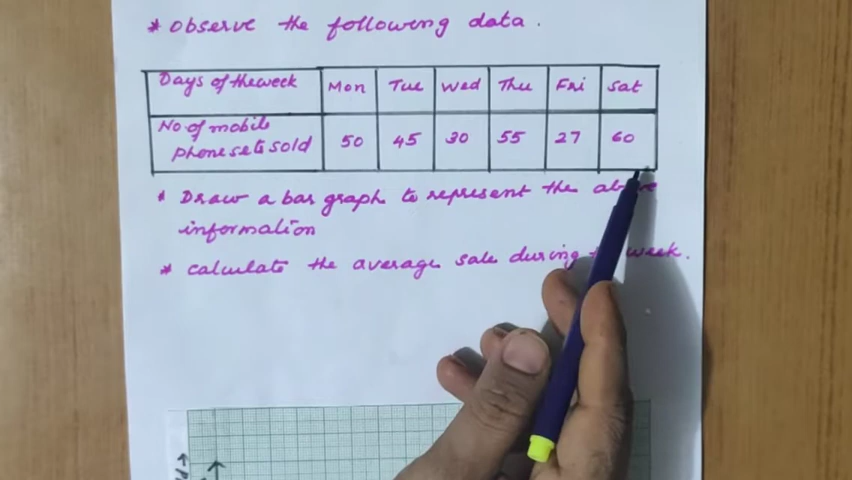 * Observe the following data.
Days of the week Mon Tue Wed Thu Fri Sat
No of mobile
phone sets sold 50 45 30 55 27 60
* Draw a bar graph to represent the above
information
* calculate the average sale during week.